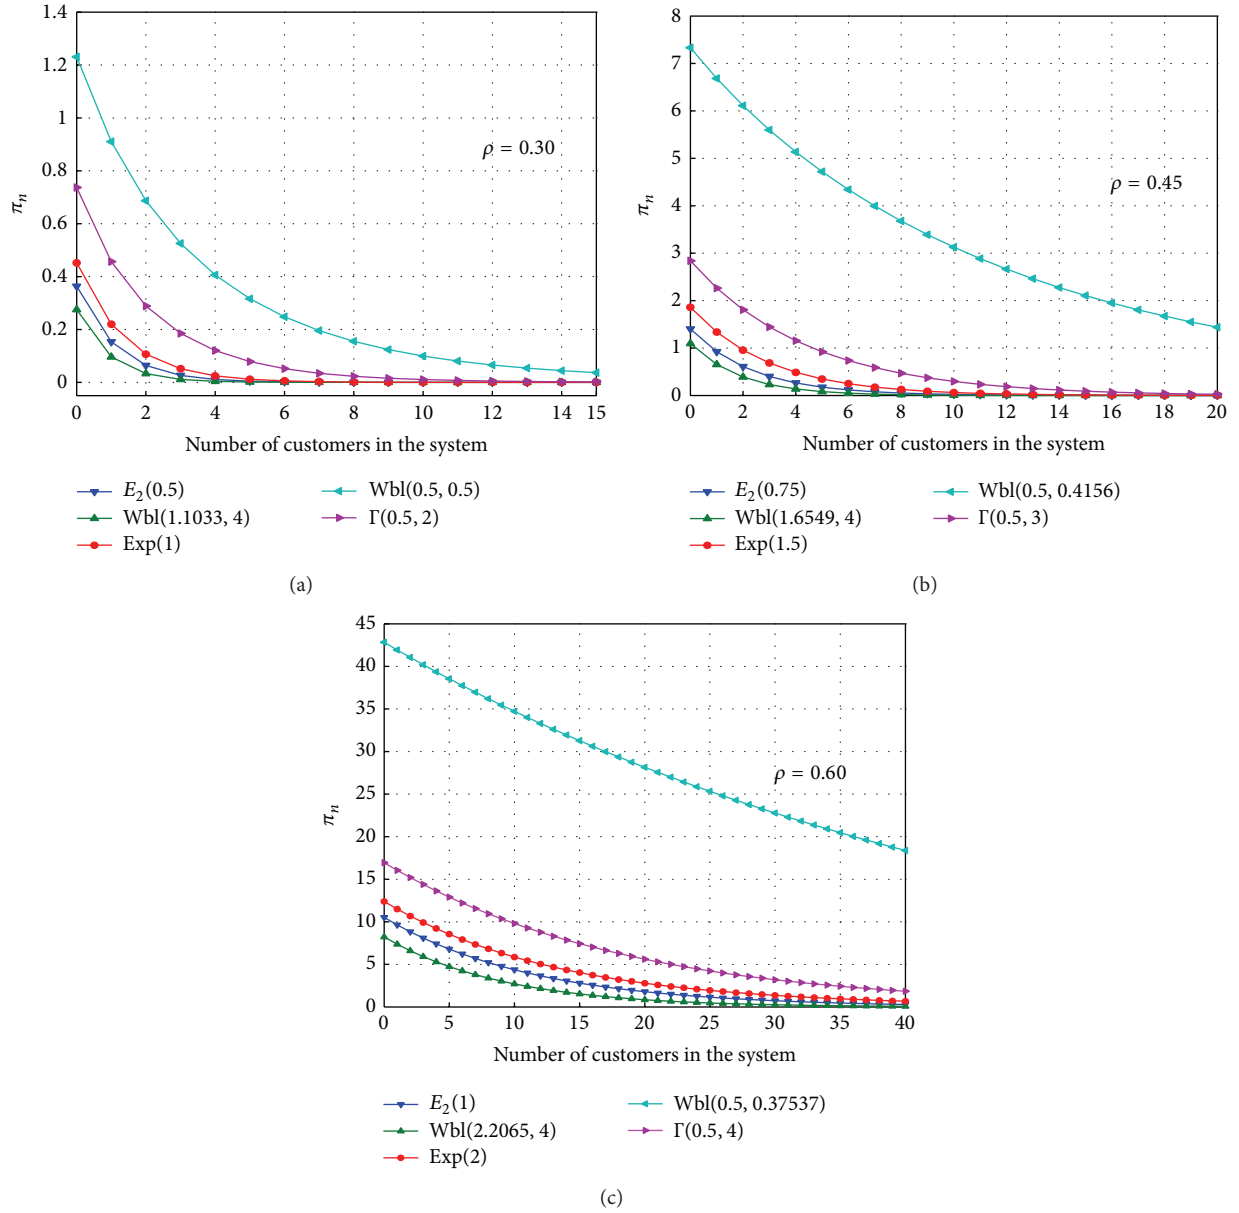 1.4
1.2
1
0.8
0.6
0.4
0.2
0
π_n
ρ = 0.30
0 2 4 6 8 10 12 14 15
Number of customers in the system
E_2(0.5)
Wbl(1.1033, 4)
Exp(1)
Wbl(0.5, 0.5)
Γ(0.5, 2)
(a)
8
7
6
5
4
3
2
1
0
π_n
ρ = 0.45
0 2 4 6 8 10 12 14 16 18 20
Number of customers in the system
E_2(0.75)
Wbl(1.6549, 4)
Exp(1.5)
Wbl(0.5, 0.4156)
Γ(0.5, 3)
(b)
45
40
35
30
25
20
15
10
5
0
π_n
ρ = 0.60
0 5 10 15 20 25 30 35 40
Number of customers in the system
E_2(1)
Wbl(2.2065, 4)
Exp(2)
Wbl(0.5, 0.37537)
Γ(0.5, 4)
(c)